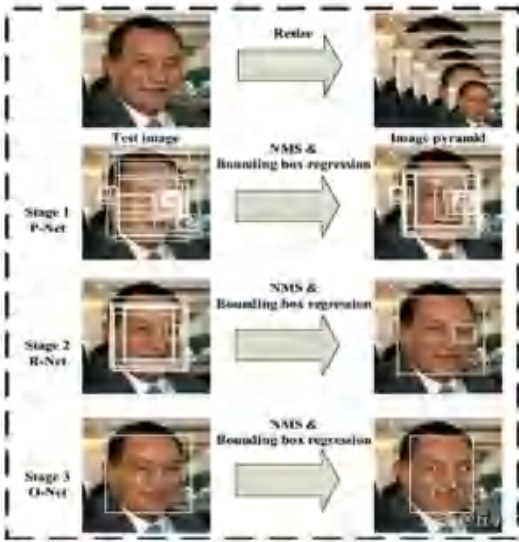 Resize
Test image
Image pyramid
NMS &
Bounding box regression
Stage 1
P-Net
NMS &
Bounding box regression
Stage 2
R-Net
NMS &
Bounding box regression
Stage 3
O-Net